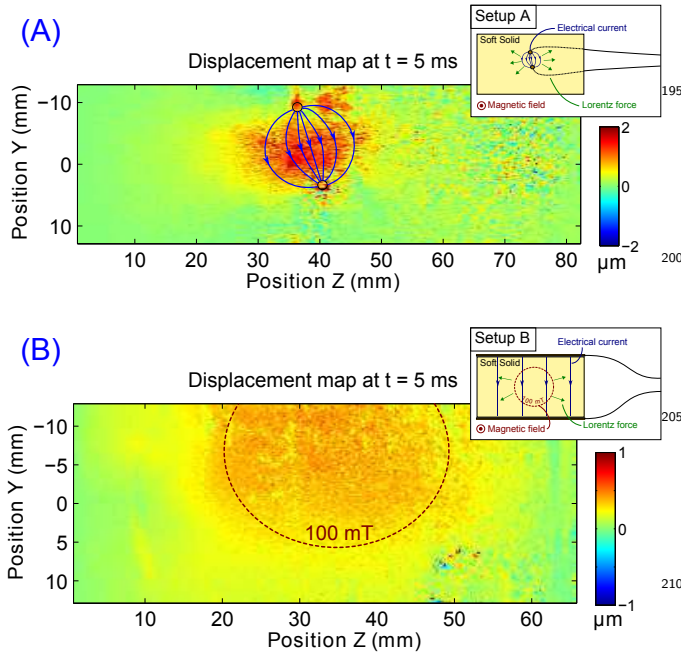 (A)
Displacement map at t = 5 ms
Setup A
Electrical current
Soft Solid
Magnetic field
Lorentz force
195
Position Y (mm)
−10
0
10
0 10 20 30 40 50 60 70 80
Position Z (mm)
2
0
−2
µm
200
(B)
Displacement map at t = 5 ms
Setup B
Electrical current
Soft Solid
100 mT
Magnetic field
Lorentz force
205
Position Y (mm)
-10
-5
0
5
10
100 mT
0 10 20 30 40 50 60
Position Z (mm)
1
0
−1
µm
210